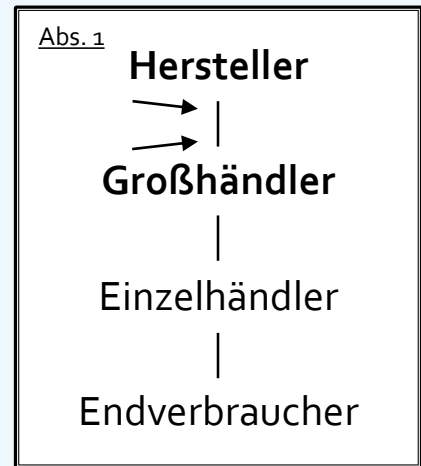 Abs. 1
Hersteller
Großhändler
Einzelhändler
Endverbraucher